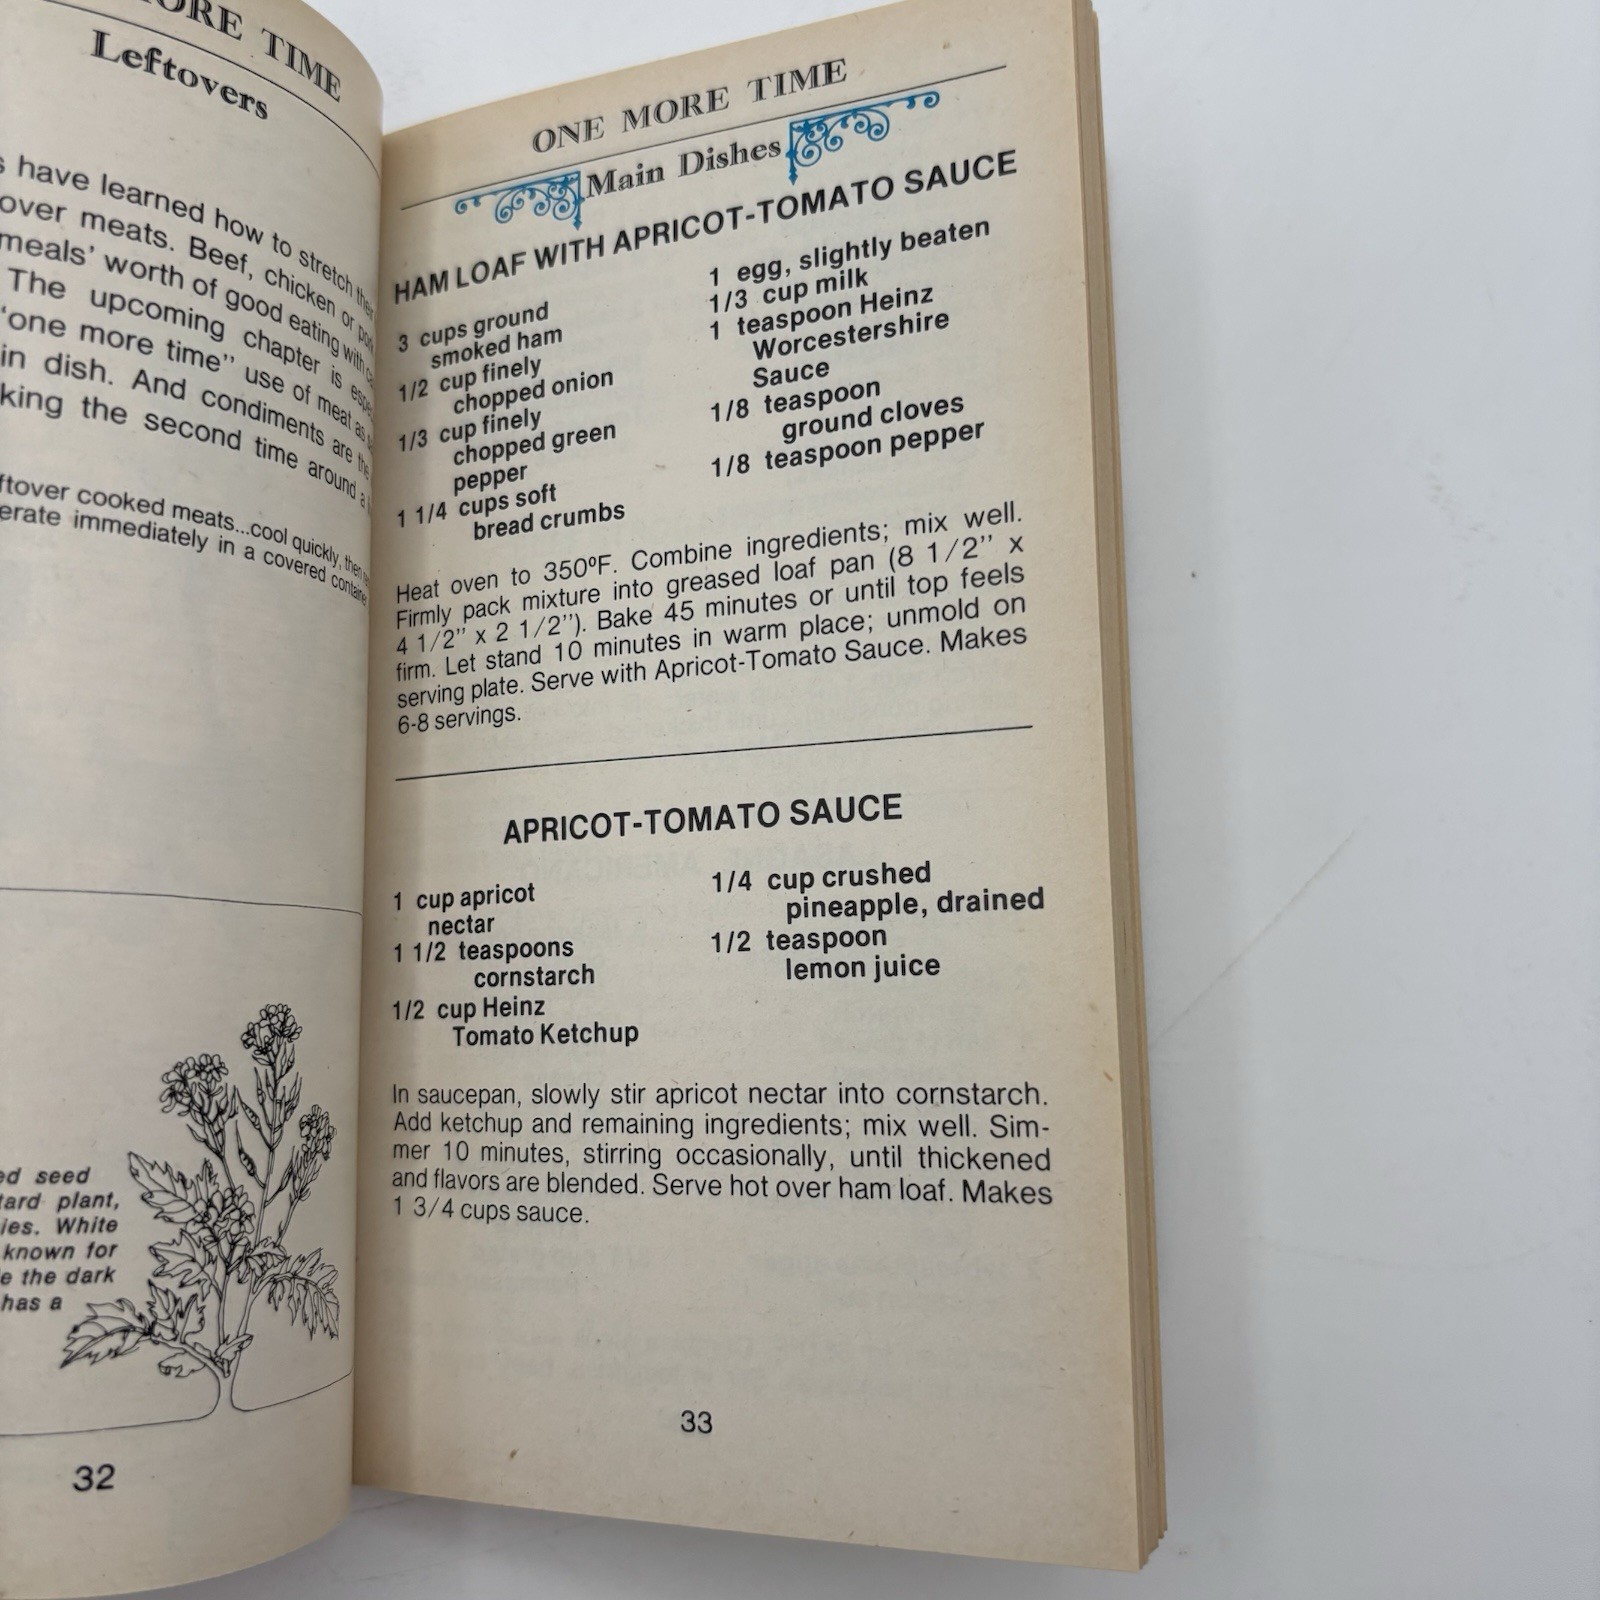 ORE TIME
Leftovers
have learned how to stretch their
over meats. Beef, chicken or pork
meals' worth of good eating with
The upcoming chapter is
"one more time" use of meat as
in dish. And condiments are the
king the second time around a
ftover cooked meats...cool quickly, then
erate immediately in a covered container
ed seed
tard plant,
ies. White
known for
e the dark
has a
32
ONE MORE TIME
Main Dishes
HAM LOAF WITH APRICOT-TOMATO SAUCE
3 cups ground
smoked ham
1/2 cup finely
chopped onion
1/3 cup finely
chopped green
pepper
1 1/4 cups soft
bread crumbs
1 egg, slightly beaten
1/3 cup milk
1 teaspoon Heinz
Worcestershire
Sauce
1/8 teaspoon
ground cloves
1/8 teaspoon pepper
Heat oven to 350ºF. Combine ingredients; mix well.
Firmly pack mixture into greased loaf pan (8 1/2" x
4 1/2" x 2 1/2"). Bake 45 minutes or until top feels
firm. Let stand 10 minutes in warm place; unmold on
serving plate. Serve with Apricot-Tomato Sauce. Makes
6-8 servings.
APRICOT-TOMATO SAUCE
1 cup apricot
nectar
1 1/2 teaspoons
cornstarch
1/2 cup Heinz
Tomato Ketchup
1/4 cup crushed
pineapple, drained
1/2 teaspoon
lemon juice
In saucepan, slowly stir apricot nectar into cornstarch.
Add ketchup and remaining ingredients; mix well. Sim-
mer 10 minutes, stirring occasionally, until thickened
and flavors are blended. Serve hot over ham loaf. Makes
1 3/4 cups sauce.
33